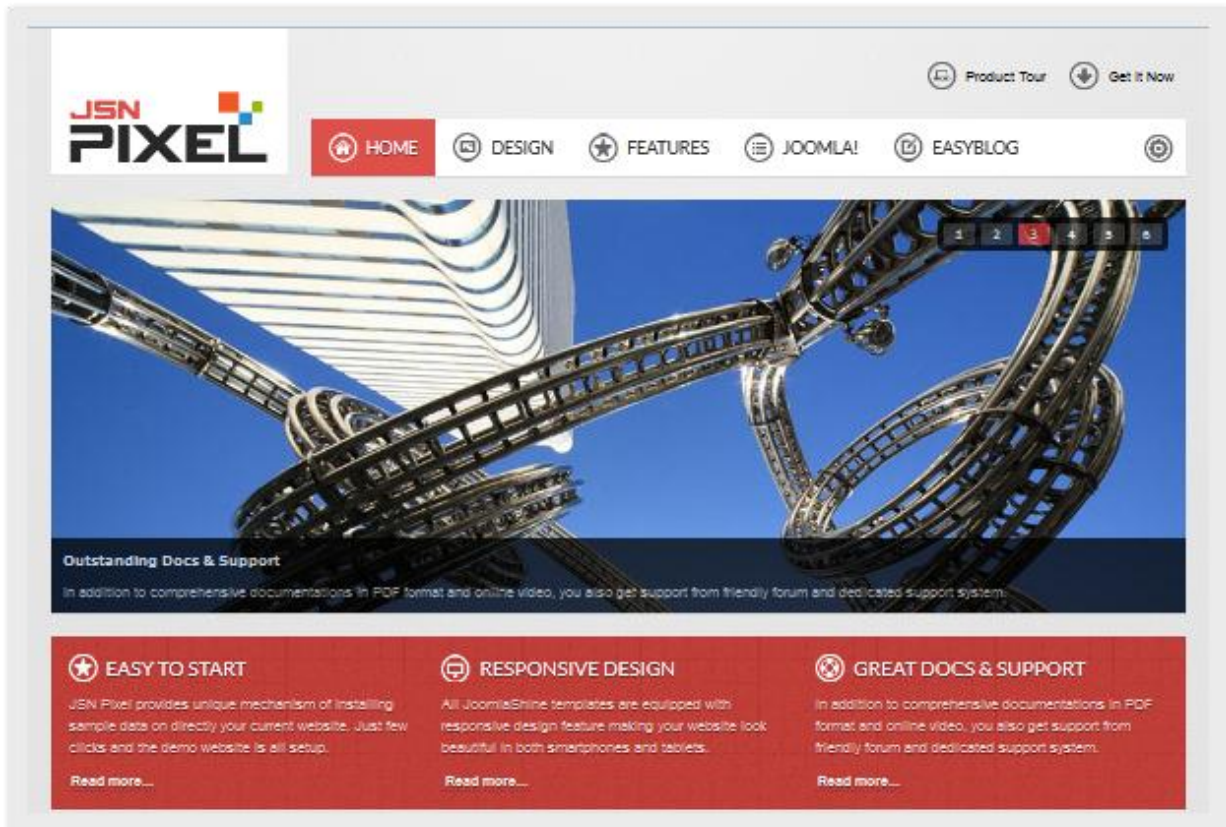 Product Tour Get It Now
JSN
PIXEL
HOME DESIGN FEATURES JOOMLA! EASYBLOG
1 2 3 4 5 6
Outstanding Docs & Support
In addition to comprehensive documentations in PDF format and online video, you also get support from friendly forum and dedicated support system.
EASY TO START
JSN Pixel provides unique mechanism of installing
sample data on directly your current website. Just few
clicks and the demo website is all setup.
Read more...
RESPONSIVE DESIGN
All JoomlaShine templates are equipped with
responsive design feature making your website look
beautiful in both smartphones and tablets.
Read more...
GREAT DOCS & SUPPORT
In addition to comprehensive documentations in PDF
format and online video, you also get support from
friendly forum and dedicated support system.
Read more...